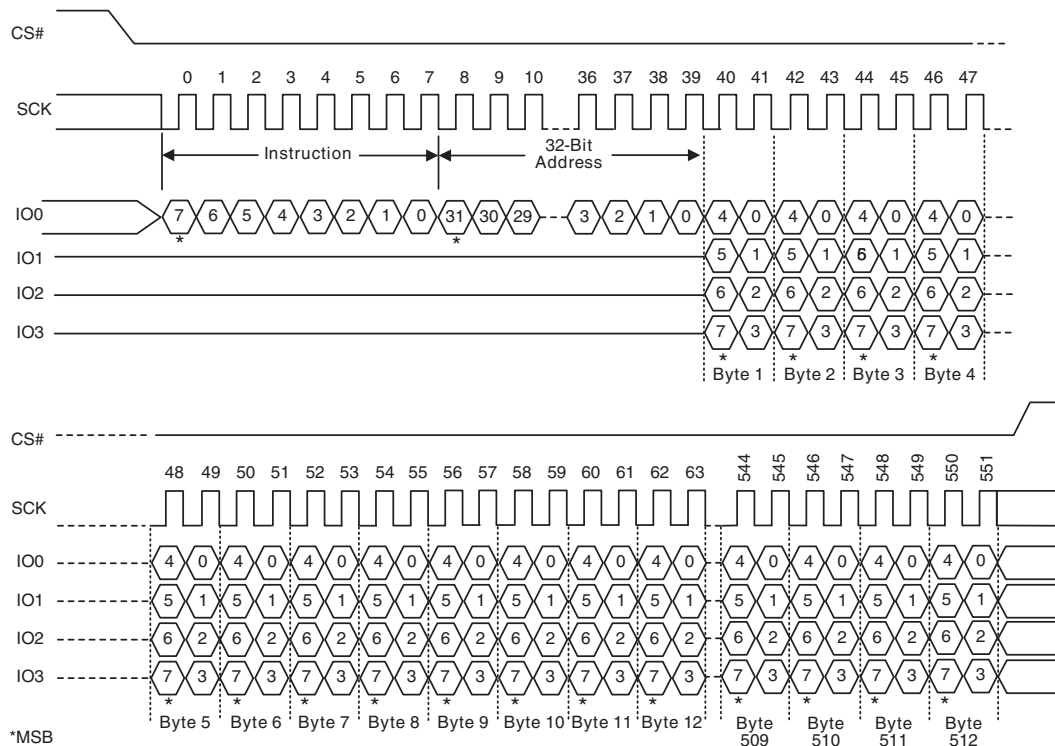 CS#
0 1 2 3 4 5 6 7 8 9 10 36 37 38 39 40 41 42 43 44 45 46 47
SCK
Instruction
32-Bit
Address
IO0 7 6 5 4 3 2 1 0 31 30 29 3 2 1 0 4 0 4 0 4 0 4 0
* *
IO1 5 1 5 1 6 1 5 1
IO2 6 2 6 2 6 2 6 2
IO3 7 3 7 3 7 3 7 3
* * * *
Byte 1 Byte 2 Byte 3 Byte 4
CS#
48 49 50 51 52 53 54 55 56 57 58 59 60 61 62 63 544 545 546 547 548 549 550 551
SCK
IO0 4 0 4 0 4 0 4 0 4 0 4 0 4 0 4 0 4 0 4 0 4 0 4 0
IO1 5 1 5 1 5 1 5 1 5 1 5 1 5 1 5 1 5 1 5 1 5 1 5 1
IO2 6 2 6 2 6 2 6 2 6 2 6 2 6 2 6 2 6 2 6 2 6 2 6 2
IO3 7 3 7 3 7 3 7 3 7 3 7 3 7 3 7 3 7 3 7 3 7 3 7 3
* * * * * * * * * * * *
Byte 5 Byte 6 Byte 7 Byte 8 Byte 9 Byte 10 Byte 11 Byte 12 Byte Byte Byte Byte
*MSB 509 510 511 512